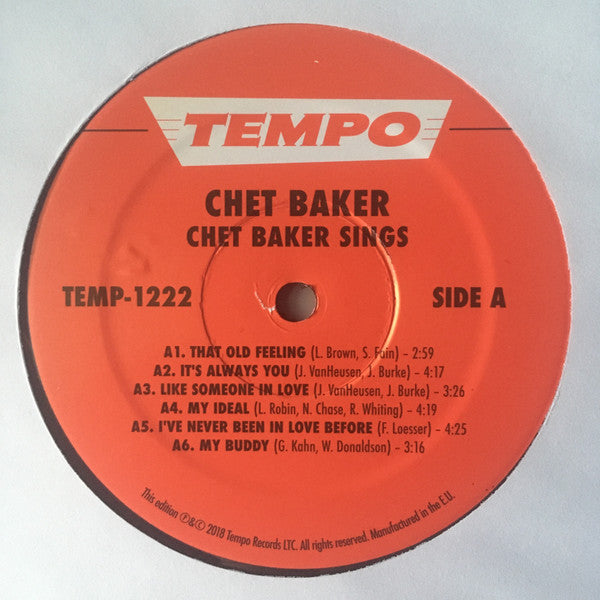 TEMPO
CHET BAKER
CHET BAKER SINGS
TEMP-1222
SIDE A
A1. THAT OLD FEELING (L. Brown, S. Fain) – 2:59
A2. IT'S ALWAYS YOU (J. VanHeusen, J. Burke) – 4:17
A3. LIKE SOMEONE IN LOVE (J. VanHeusen, J. Burke) – 3:26
A4. MY IDEAL (L. Robin, N. Chase, R. Whiting) – 4:19
A5. I'VE NEVER BEEN IN LOVE BEFORE (F. Loesser) – 4:25
A6. MY BUDDY (G. Kahn, W. Donaldson) – 3:16
This edition ℗&© 2018 Tempo Records LTC. All rights reserved. Manufactured in the E.U.